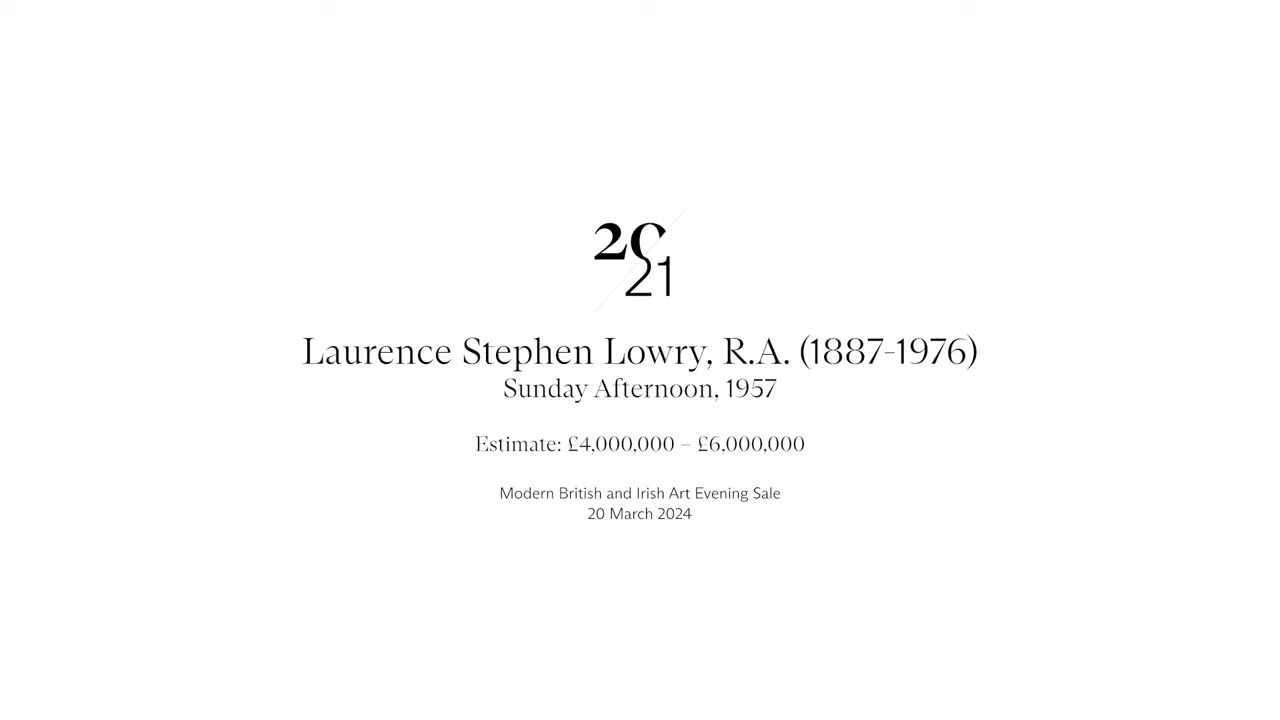 20
21
Laurence Stephen Lowry, R.A. (1887-1976)
Sunday Afternoon, 1957
Estimate: £4,000,000 – £6,000,000
Modern British and Irish Art Evening Sale
20 March 2024